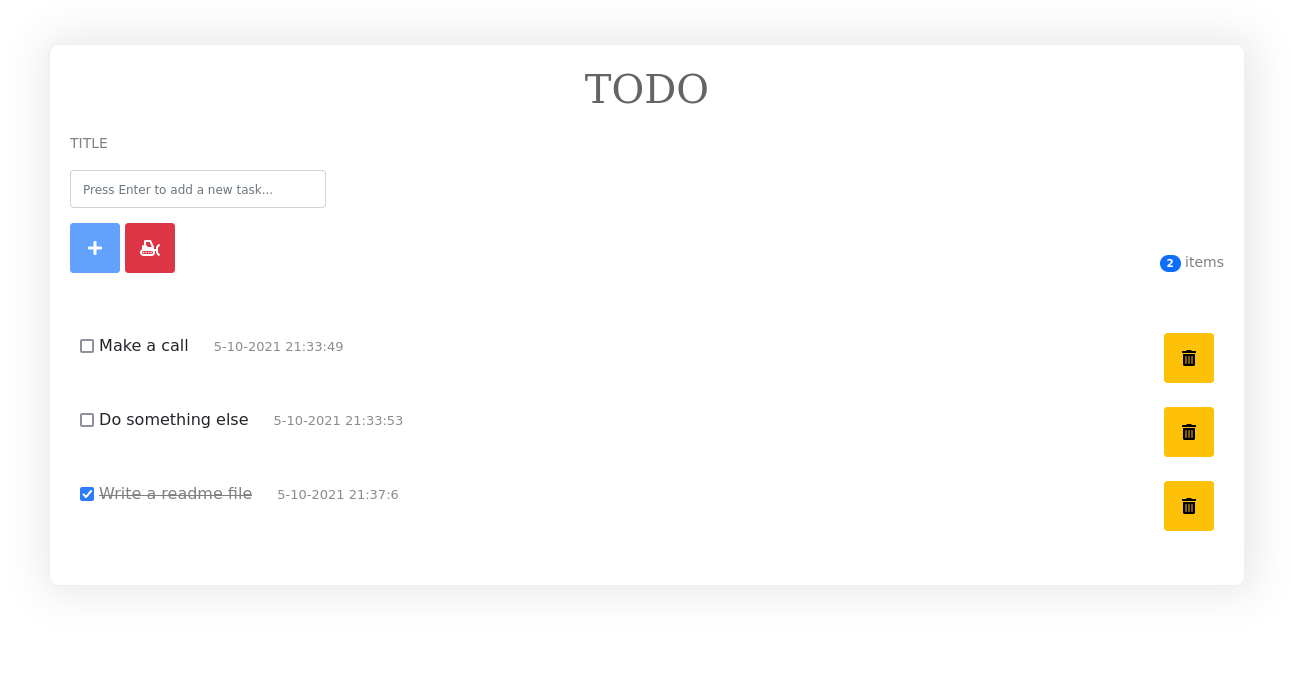 TODO
TITLE
Press Enter to add a new task...
2 items
Make a call 5-10-2021 21:33:49
Do something else 5-10-2021 21:33:53
Write a readme file 5-10-2021 21:37:6